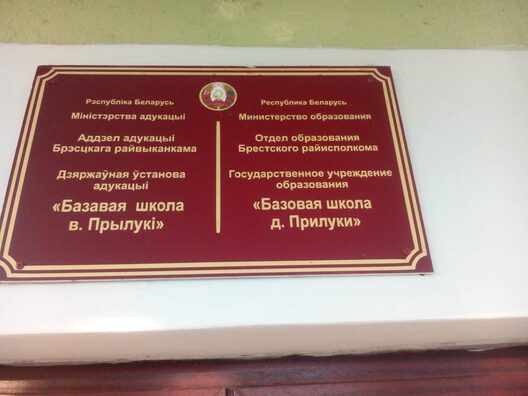 Рэспубліка Беларусь
Міністэрства адукацыі
Аддзел адукацыі
Брэсцкага райвыканкама
Дзяржаўная ўстанова
адукацыі
«Базавая школа
в. Прылукі»
Республика Беларусь
Министерство образования
Отдел образования
Брестского райисполкома
Государственное учреждение
образования
«Базовая школа
д. Прилуки»